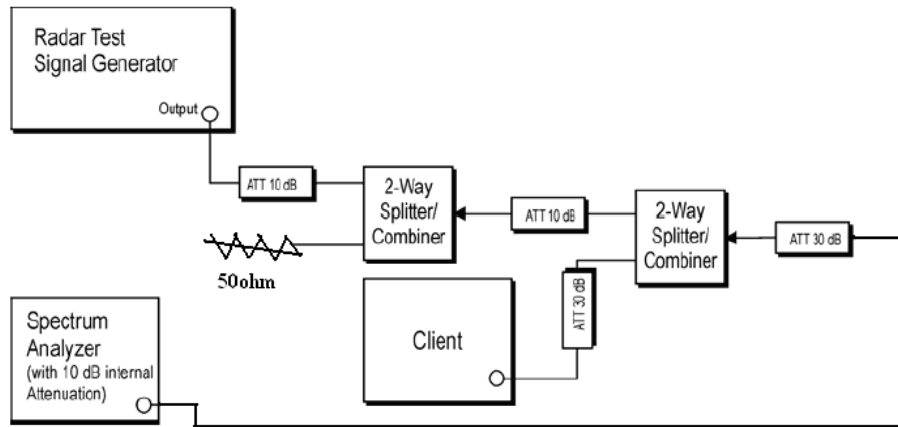 Radar Test
Signal Generator
Output
ATT 10 dB
2-Way
Splitter/
Combiner
ATT 10 dB
2-Way
Splitter/
Combiner
ATT 30 dB
50ohm
ATT 30 dB
Client
Spectrum
Analyzer
(with 10 dB internal
Attenuation)